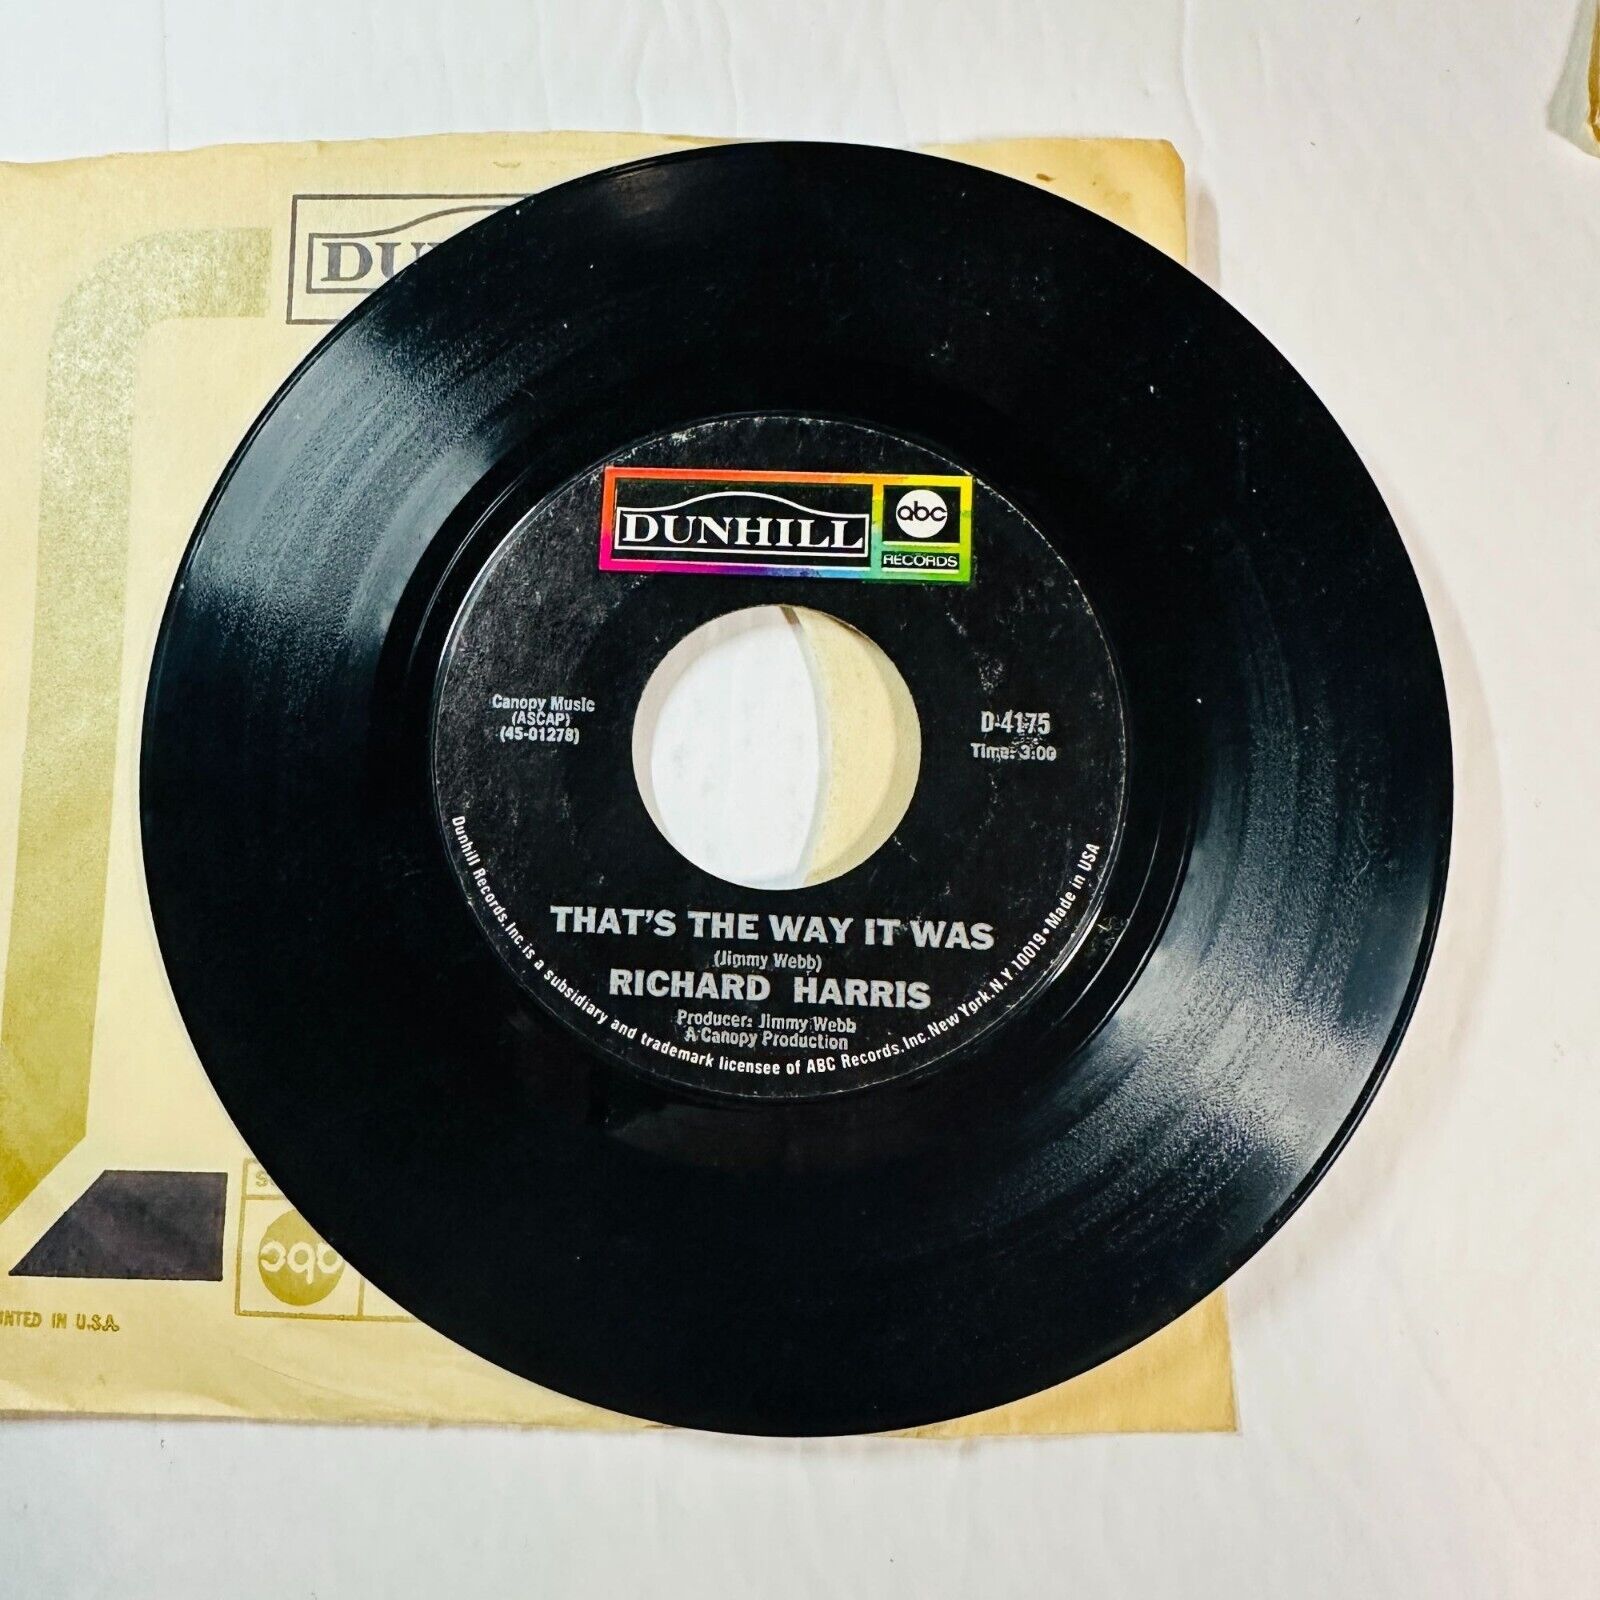 DUNHILL
abc
RECORDS
Canopy Music
(ASCAP)
(45-01278)
D-4175
Time: 3:00
THAT'S THE WAY IT WAS
(Jimmy Webb)
RICHARD HARRIS
Producer: Jimmy Webb
A Canopy Production
Dunhill Records, Inc. is a subsidiary and trademark licensee of ABC Records, Inc. New York, N.Y. 10019 • Made in USA
abc
IN U.S.A.